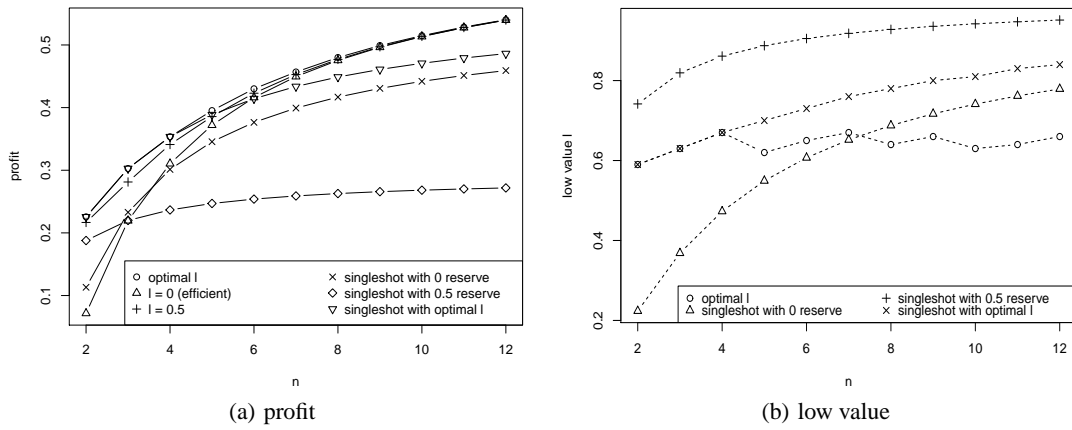 0.5
0.4
0.3
0.2
0.1
profit
optimal l
l = 0 (efficient)
l = 0.5
singleshot with 0 reserve
singleshot with 0.5 reserve
singleshot with optimal l
2 4 6 8 10 12
n
(a) profit
0.8
0.6
0.4
0.2
low value l
optimal l
singleshot with 0 reserve
singleshot with 0.5 reserve
singleshot with optimal l
2 4 6 8 10 12
n
(b) low value